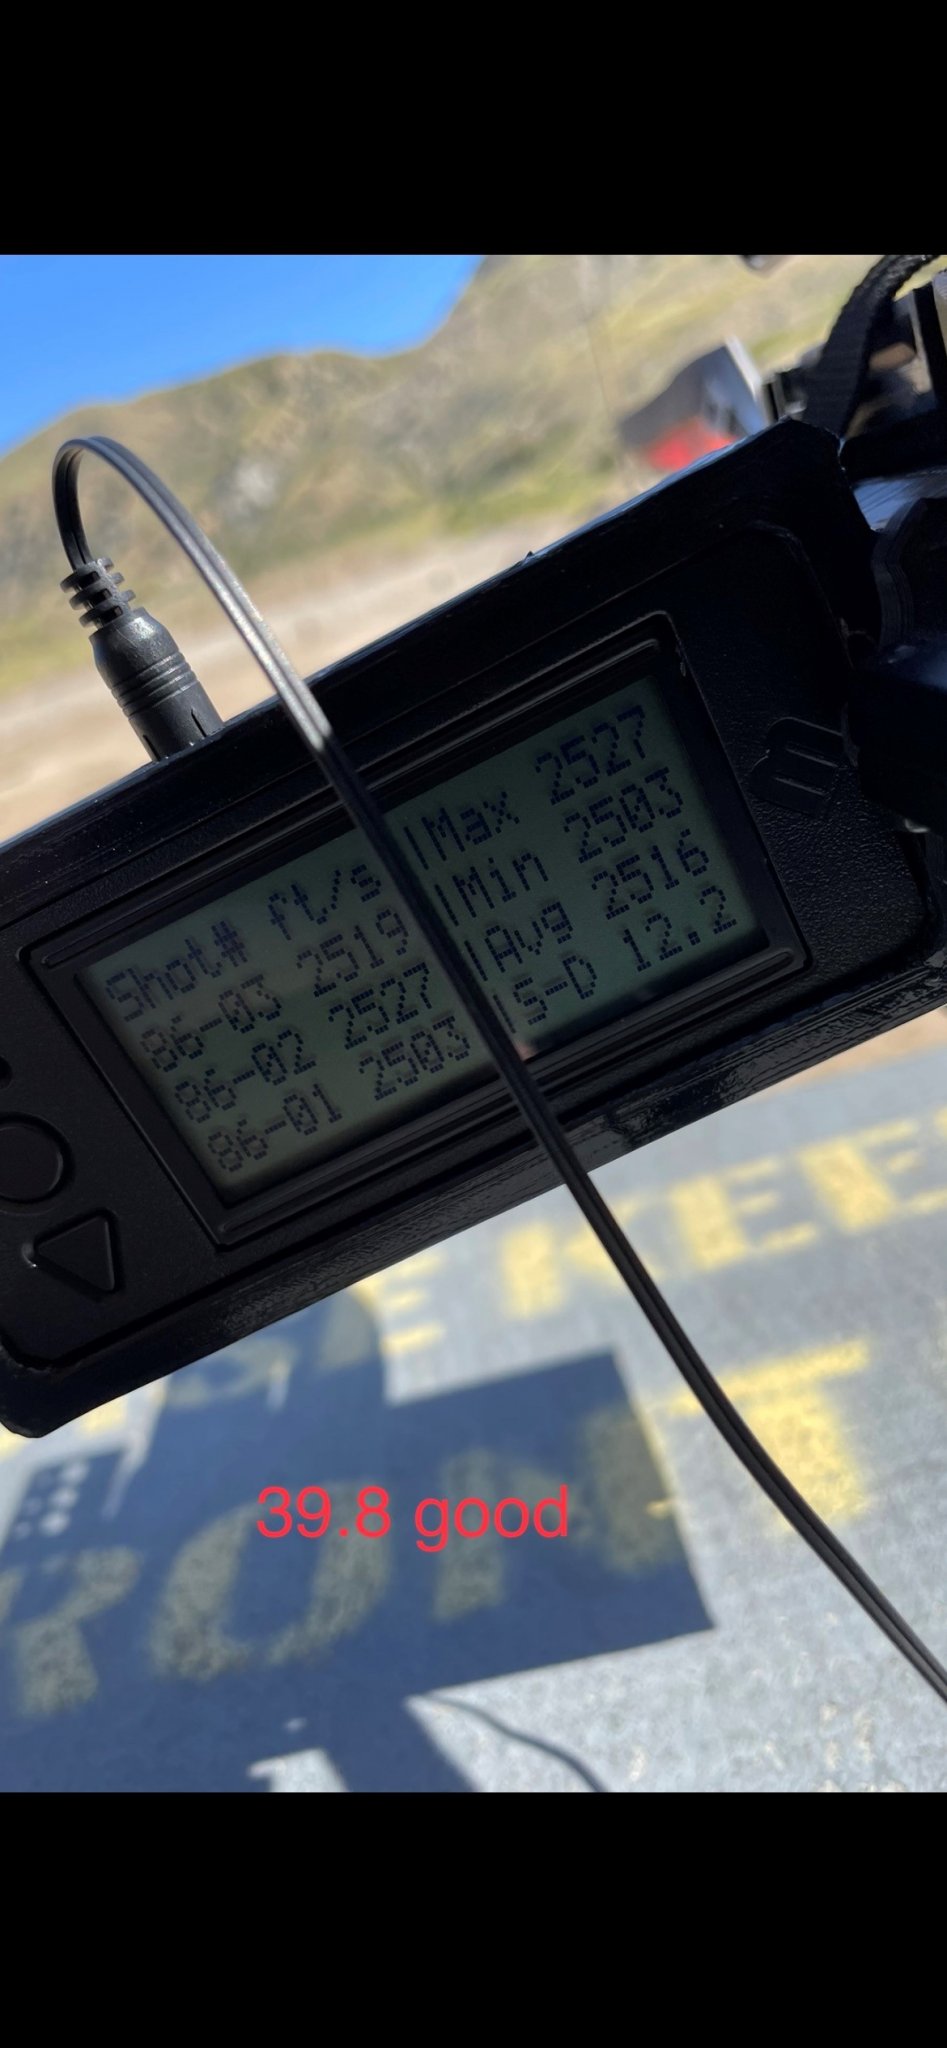 Shot# ft/s |Max 2527
86-03 2519 |Min 2503
86-02 2527 |Avg 2516
86-01 2503 |S-D 12.2
KEE
39.8 good